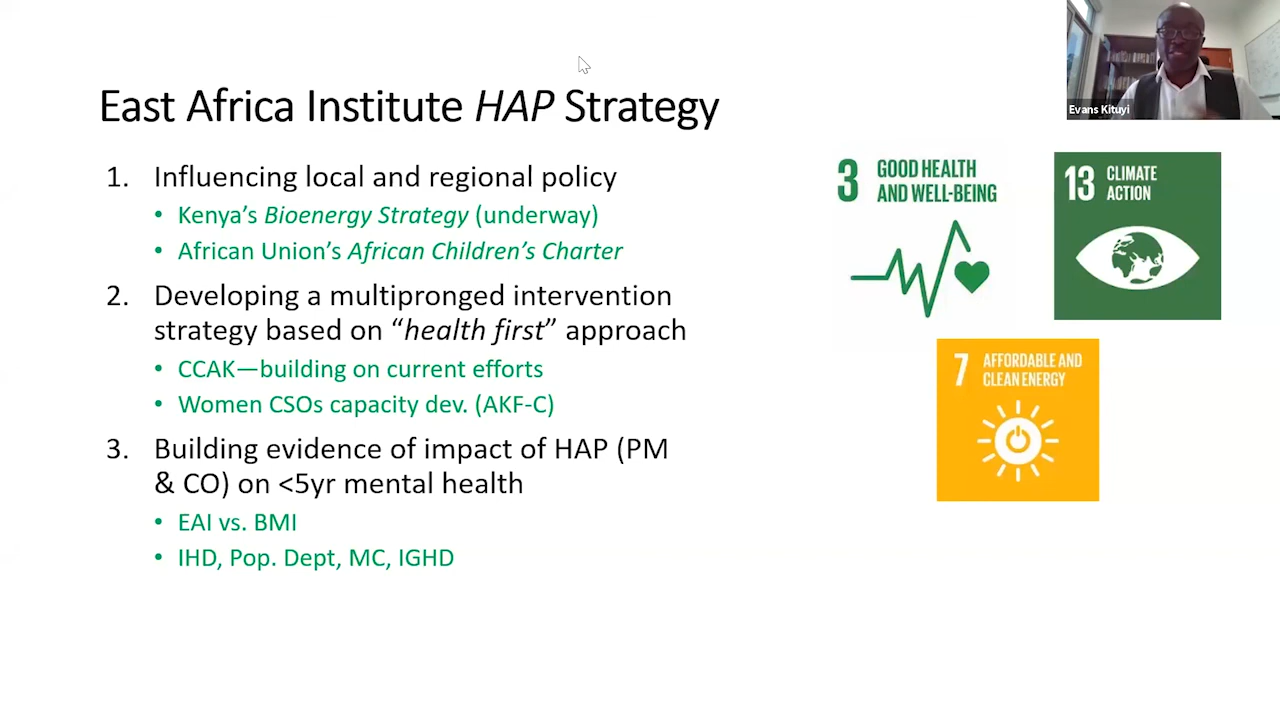 East Africa Institute HAP Strategy
1. Influencing local and regional policy
• Kenya's Bioenergy Strategy (underway)
• African Union's African Children's Charter
2. Developing a multipronged intervention
strategy based on “health first” approach
• CCAK—building on current efforts
• Women CSOs capacity dev. (AKF-C)
3. Building evidence of impact of HAP (PM
& CO) on <5yr mental health
• EAI vs. BMI
• IHD, Pop. Dept, MC, IGHD
Evans Kituyi
3 GOOD HEALTH
AND WELL-BEING
13 CLIMATE
ACTION
7 AFFORDABLE AND
CLEAN ENERGY